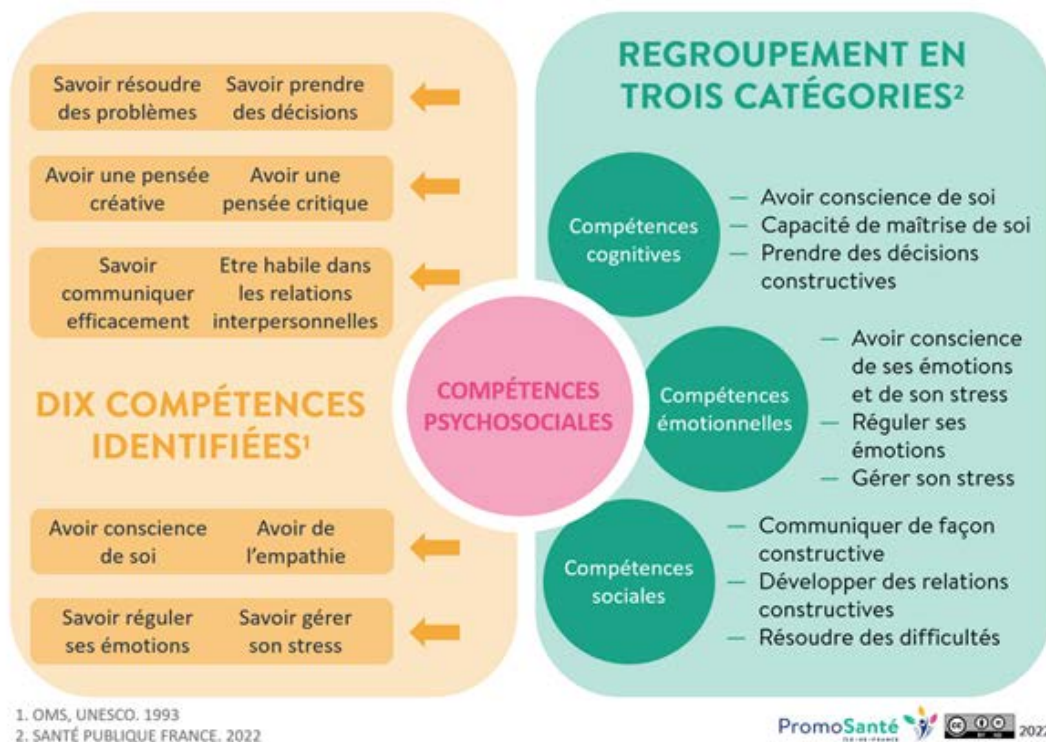 Savoir résoudre
des problèmes
Savoir prendre
des décisions
Avoir une pensée
créative
Avoir une
pensée critique
Savoir
communiquer
efficacement
Etre habile dans
les relations
interpersonnelles
DIX COMPÉTENCES
IDENTIFIÉES¹
Avoir conscience
de soi
Avoir de
l'empathie
Savoir réguler
ses émotions
Savoir gérer
son stress
COMPÉTENCES
PSYCHOSOCIALES
REGROUPEMENT EN
TROIS CATÉGORIES²
Compétences
cognitives
— Avoir conscience de soi
— Capacité de maîtrise de soi
— Prendre des décisions
constructives
Compétences
émotionnelles
— Avoir conscience
de ses émotions
et de son stress
— Réguler ses
émotions
— Gérer son stress
Compétences
sociales
— Communiquer de façon
constructive
— Développer des relations
constructives
— Résoudre des difficultés
1. OMS, UNESCO. 1993
2. SANTÉ PUBLIQUE FRANCE. 2022
PromoSanté
ÎLE-DE-FRANCE
2022